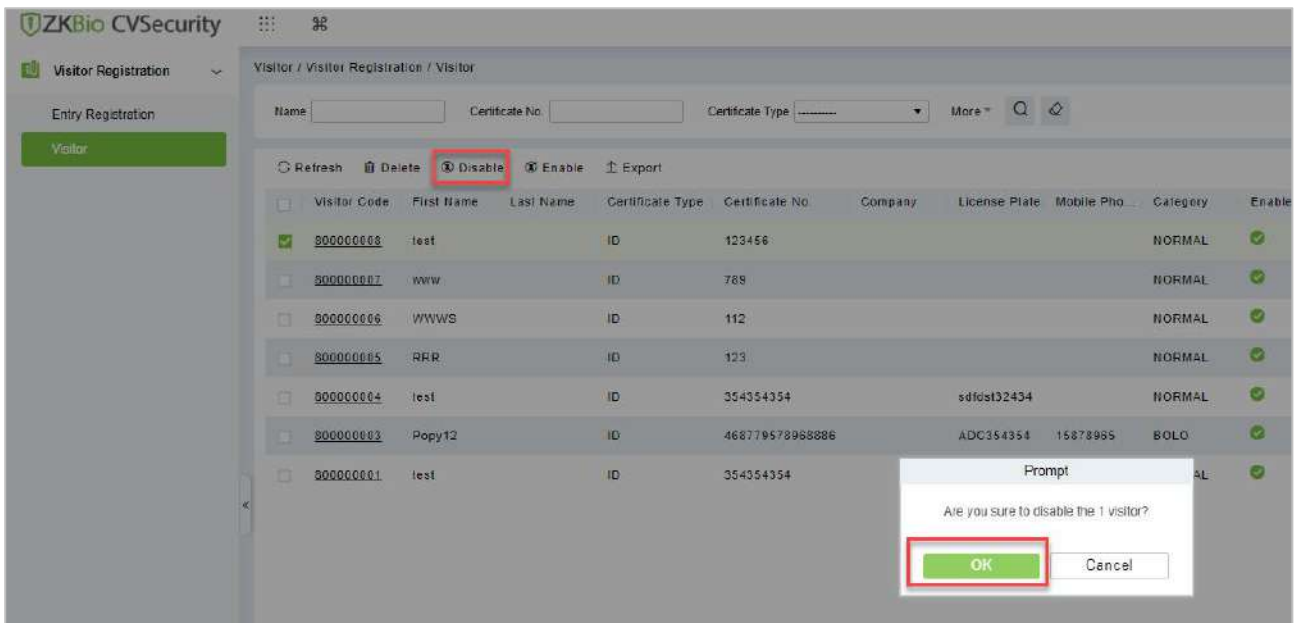 ZKBio CVSecurity
Visitor Registration
Visitor / Visitor Registration / Visitor
Entry Registration
Name Certificate No. Certificate Type ---------- More
Visitor
Refresh Delete Disable Enable Export
Visitor Code First Name Last Name Certificate Type Certificate No. Company License Plate Mobile Pho... Category Enable
800000008 test ID 123456 NORMAL
800000007 www ID 789 NORMAL
800000006 WWWS ID 112 NORMAL
800000005 RRR ID 123 NORMAL
800000004 test ID 354354354 sdfdst32434 NORMAL
800000003 Popy12 ID 468779578968886 ADC354354 15878965 BOLO
800000001 test ID 354354354 AL
Prompt
Are you sure to disable the 1 visitor?
OK Cancel